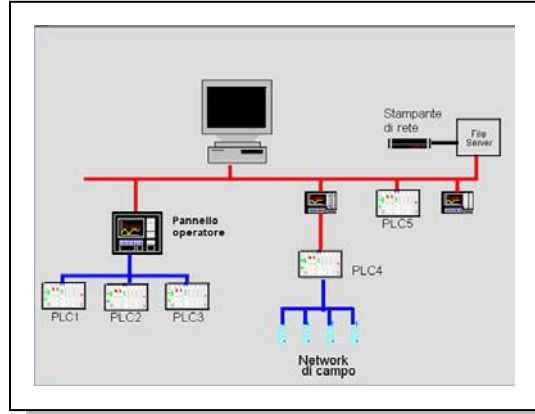 Stampante
di rete
File
Server
Pannello
operatore
PLC5
PLC4
PLC1
PLC2
PLC3
Network
di campo